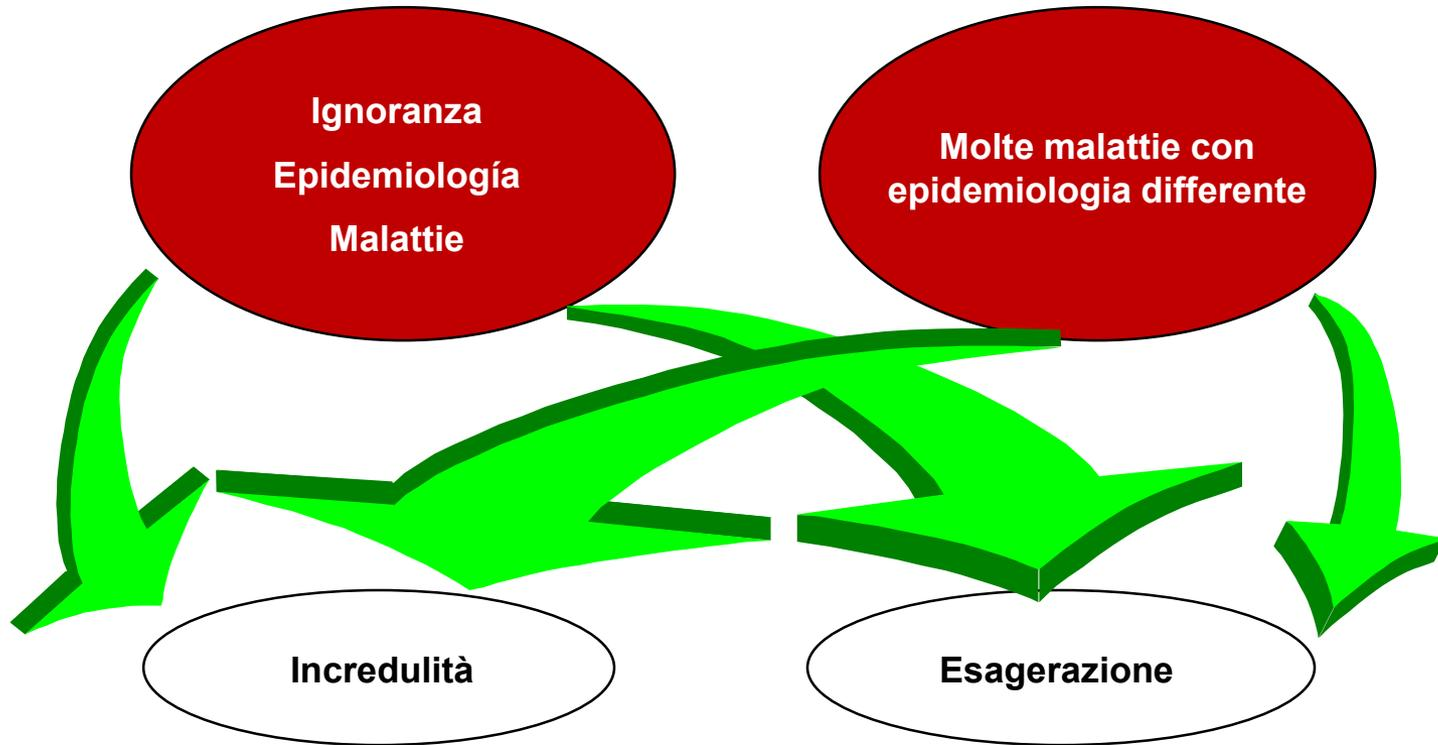 Ignoranza
Epidemiología
Malattie
Molte malattie con
epidemiologia differente
Incredulità
Esagerazione